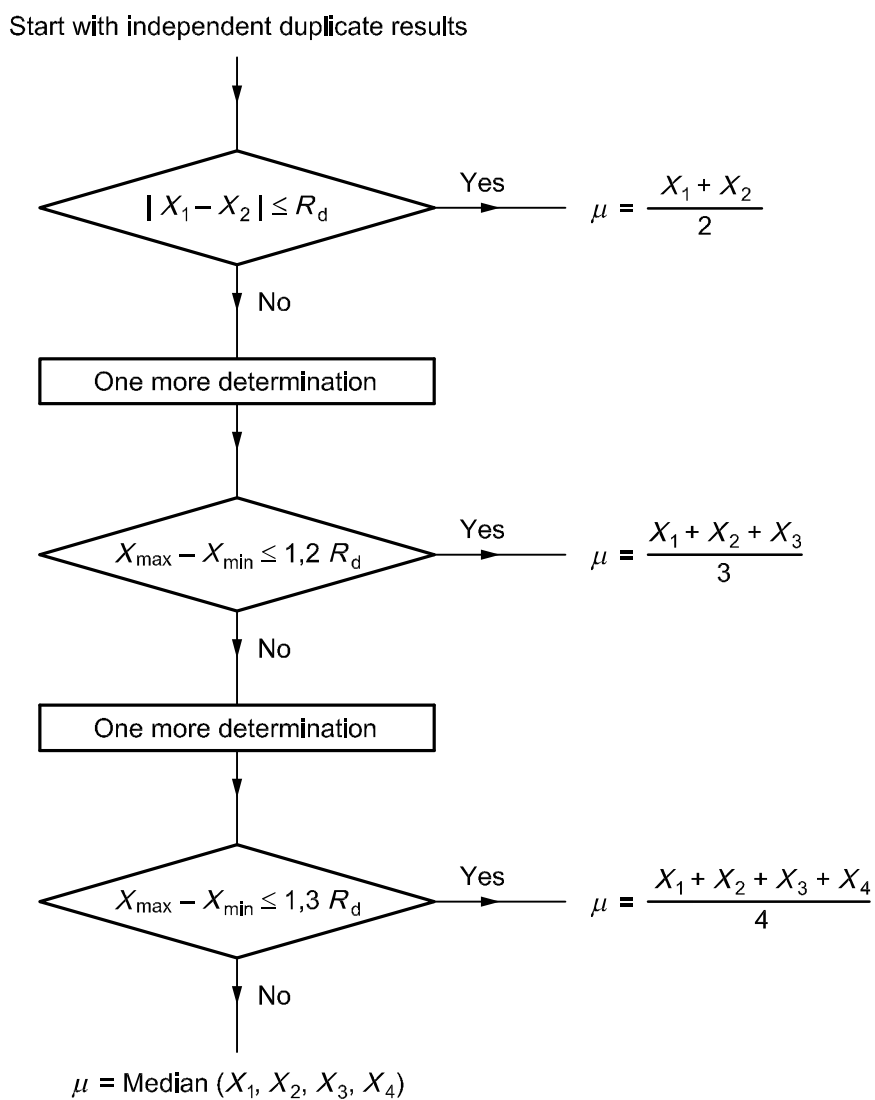 Start with independent duplicate results
| X₁ – X₂ | ≤ R_d
Yes
μ = (X₁ + X₂) / 2
No
One more determination
X_max – X_min ≤ 1,2 R_d
Yes
μ = (X₁ + X₂ + X₃) / 3
No
One more determination
X_max – X_min ≤ 1,3 R_d
Yes
μ = (X₁ + X₂ + X₃ + X₄) / 4
No
μ = Median (X₁, X₂, X₃, X₄)